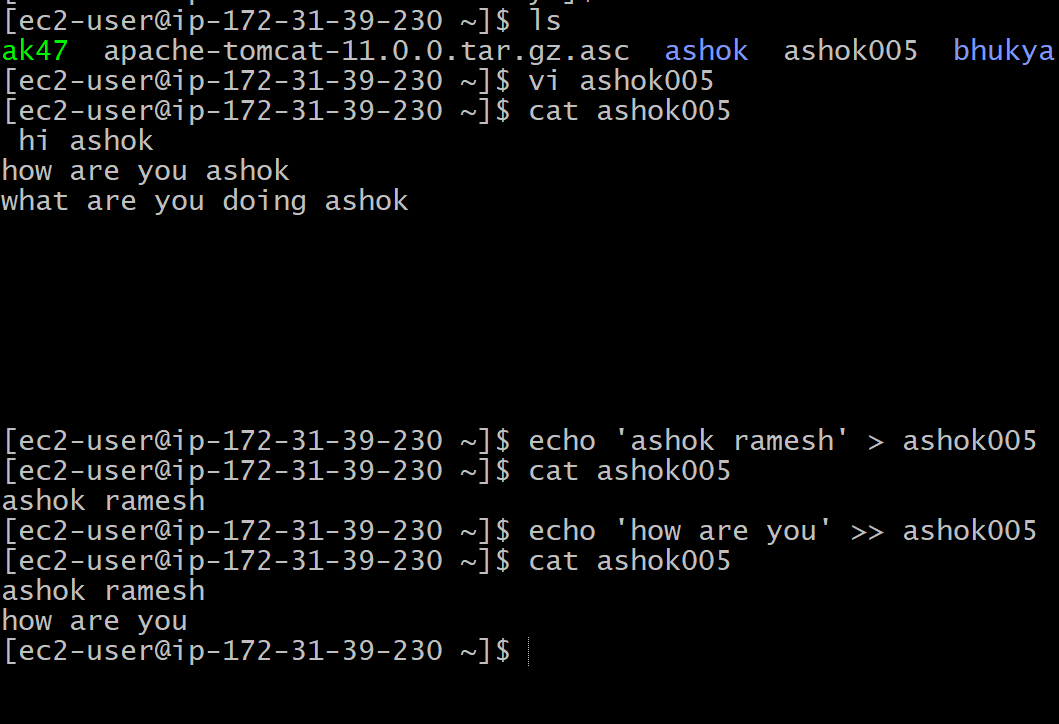 [ec2-user@ip-172-31-39-230 ~]$ ls
ak47  apache-tomcat-11.0.0.tar.gz.asc  ashok  ashok005  bhukya
[ec2-user@ip-172-31-39-230 ~]$ vi ashok005
[ec2-user@ip-172-31-39-230 ~]$ cat ashok005
 hi ashok
how are you ashok
what are you doing ashok
[ec2-user@ip-172-31-39-230 ~]$ echo 'ashok ramesh' > ashok005
[ec2-user@ip-172-31-39-230 ~]$ cat ashok005
ashok ramesh
[ec2-user@ip-172-31-39-230 ~]$ echo 'how are you' >> ashok005
[ec2-user@ip-172-31-39-230 ~]$ cat ashok005
ashok ramesh
how are you
[ec2-user@ip-172-31-39-230 ~]$